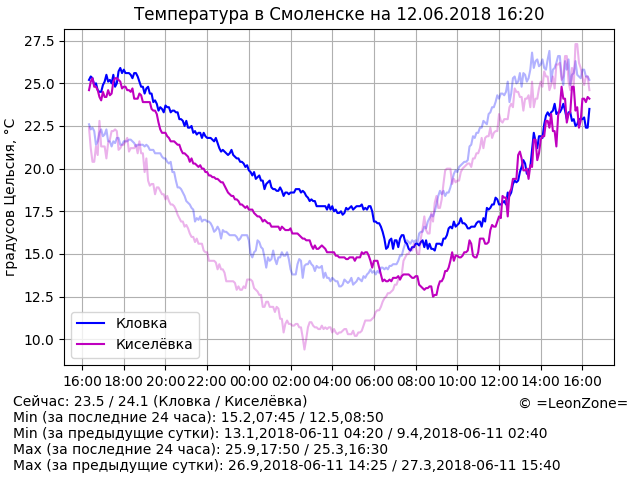 Температура в Смоленске на 12.06.2018 16:20
27.5
25.0
22.5
20.0
17.5
15.0
12.5
10.0
градусов Цельсия, °C
Кловка
Киселёвка
16:00 18:00 20:00 22:00 00:00 02:00 04:00 06:00 08:00 10:00 12:00 14:00 16:00
Сейчас: 23.5 / 24.1 (Кловка / Киселёвка)
© =LeonZone=
Min (за последние 24 часа): 15.2,07:45 / 12.5,08:50
Min (за предыдущие сутки): 13.1,2018-06-11 04:20 / 9.4,2018-06-11 02:40
Max (за последние 24 часа): 25.9,17:50 / 25.3,16:30
Max (за предыдущие сутки): 26.9,2018-06-11 14:25 / 27.3,2018-06-11 15:40